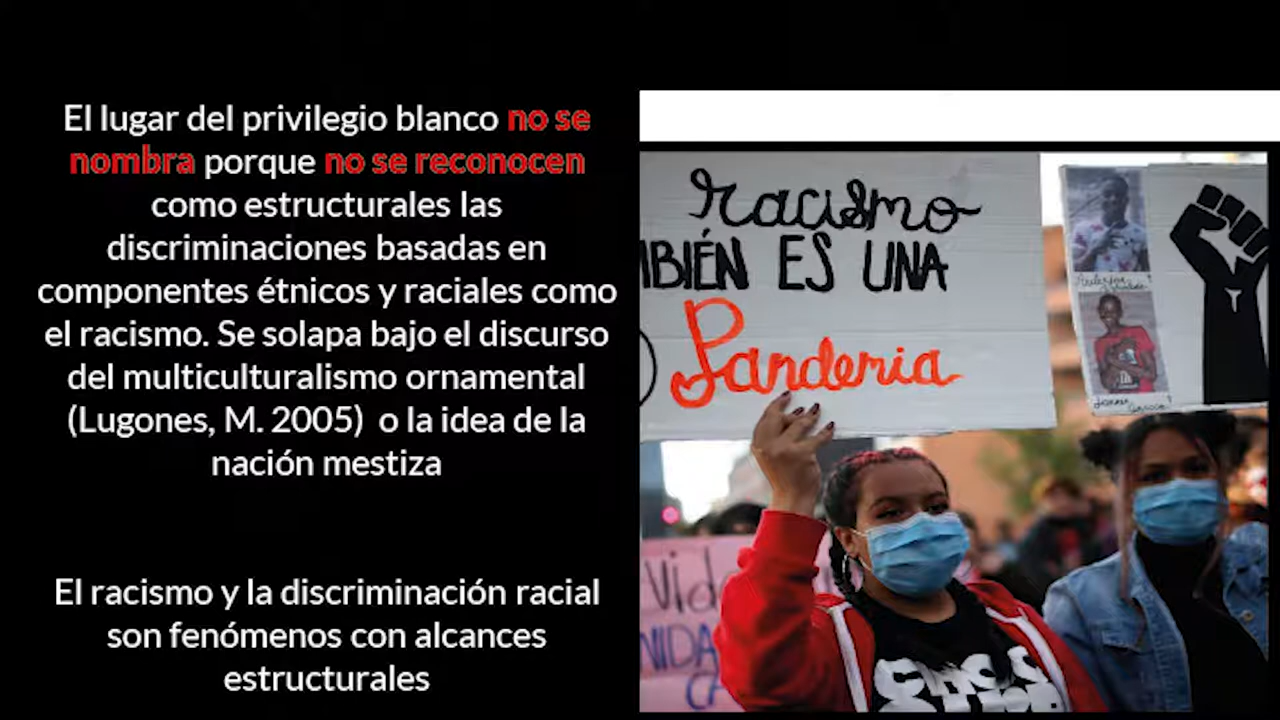 El lugar del privilegio blanco no se
nombra porque no se reconocen
como estructurales las
discriminaciones basadas en
componentes étnicos y raciales como
el racismo. Se solapa bajo el discurso
del multiculturalismo ornamental
(Lugones, M. 2005) o la idea de la
nación mestiza
El racismo y la discriminación racial
son fenómenos con alcances
estructurales
racismo
MBIÉN ES UNA
Pandemia
Vida